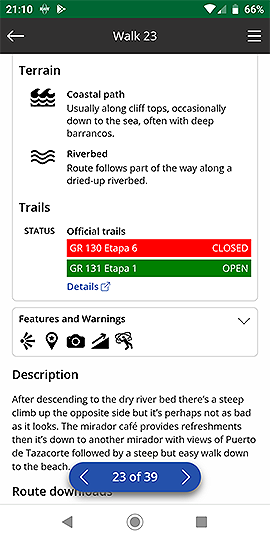 21:10
66%
Walk 23
Terrain
Coastal path
Usually along cliff tops, occasionally
down to the sea, often with deep
barrancos.
Riverbed
Route follows part of the way along a
dried-up riverbed.
Trails
STATUS Official trails
GR 130 Etapa 6 CLOSED
GR 131 Etapa 1 OPEN
Details
Features and Warnings
Description
After descending to the dry river bed there's a steep
climb up the opposite side but it's perhaps not as bad
as it looks. The mirador café provides refreshments
then it's down to another mirador with views of Puerto
de Tazacorte followed by a steep but easy walk down
to the beach.
23 of 39
Route downloads